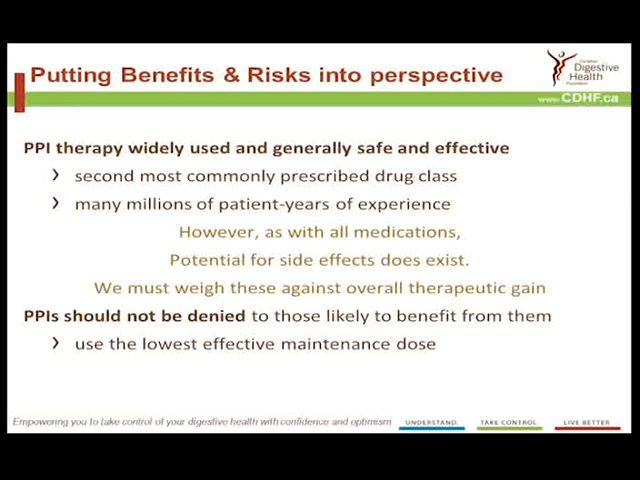 Putting Benefits & Risks into perspective
Canadian
Digestive
Health
Foundation
www.CDHF.ca
PPI therapy widely used and generally safe and effective
second most commonly prescribed drug class
many millions of patient-years of experience
However, as with all medications,
Potential for side effects does exist.
We must weigh these against overall therapeutic gain
PPIs should not be denied to those likely to benefit from them
use the lowest effective maintenance dose
Empowering you to take control of your digestive health with confidence and optimism
UNDERSTAND. TAKE CONTROL. LIVE BETTER.